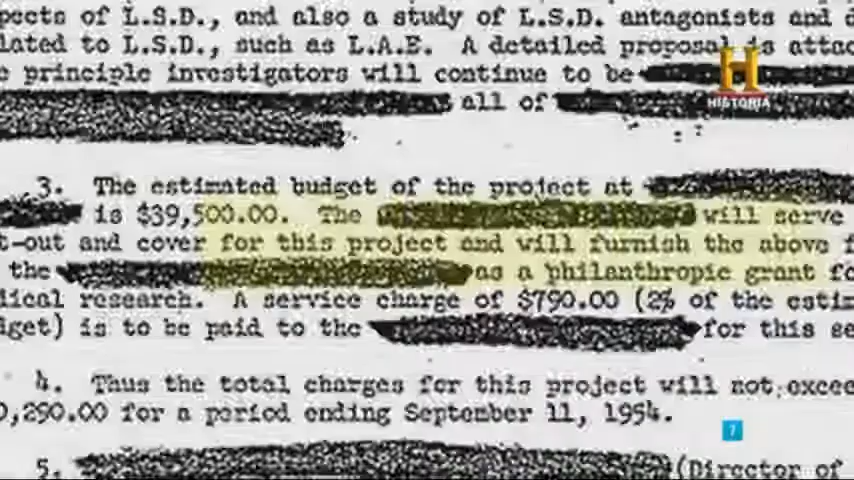 pects of L.S.D., and also a study of L.S.D. antagonists and
lated to L.S.D., such as L.A.E. A detailed proposal is attac
e principle investigators will continue to be
all of
HISTORIA
3. The estimated budget of the project at
is $39,500.00. The will serve
t-out and cover for this project and will furnish the above f
the as a philanthropic grant fo
dical research. A service charge of $790.00 (2% of the estim
dget) is to be paid to the for this se
4. Thus the total charges for this project will not excee
0,290.00 for a period ending September 11, 1954.
7
5. (Director of